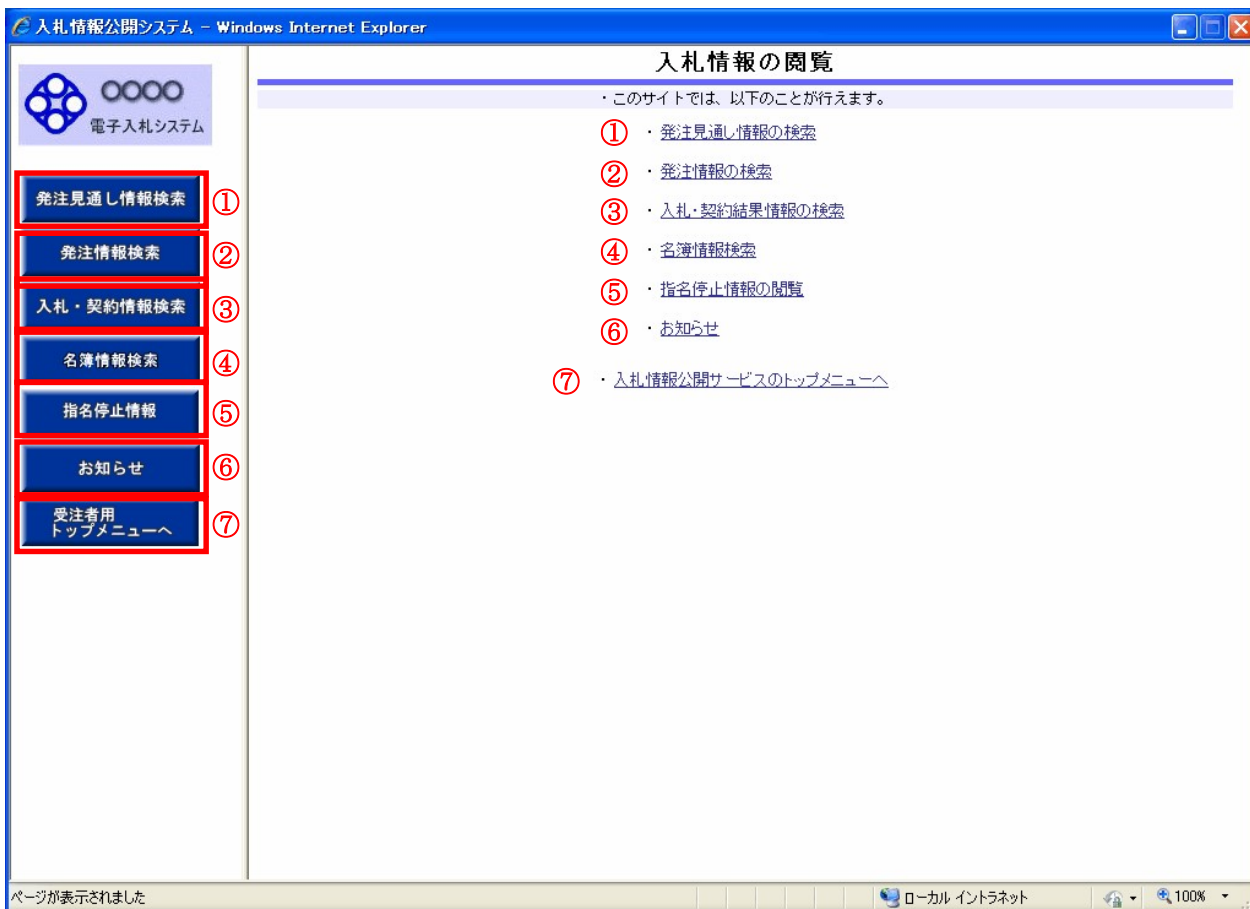 入札情報公開システム - Windows Internet Explorer
〇〇〇〇
電子入札システム
発注見通し情報検索 ①
発注情報検索 ②
入札・契約情報検索 ③
名簿情報検索 ④
指名停止情報 ⑤
お知らせ ⑥
受注者用
トップメニューへ ⑦
入札情報の閲覧
・このサイトでは、以下のことが行えます。
① ・発注見通し情報の検索
② ・発注情報の検索
③ ・入札・契約結果情報の検索
④ ・名簿情報検索
⑤ ・指名停止情報の閲覧
⑥ ・お知らせ
⑦ ・入札情報公開サービスのトップメニューへ
ページが表示されました ローカル イントラネット 100%